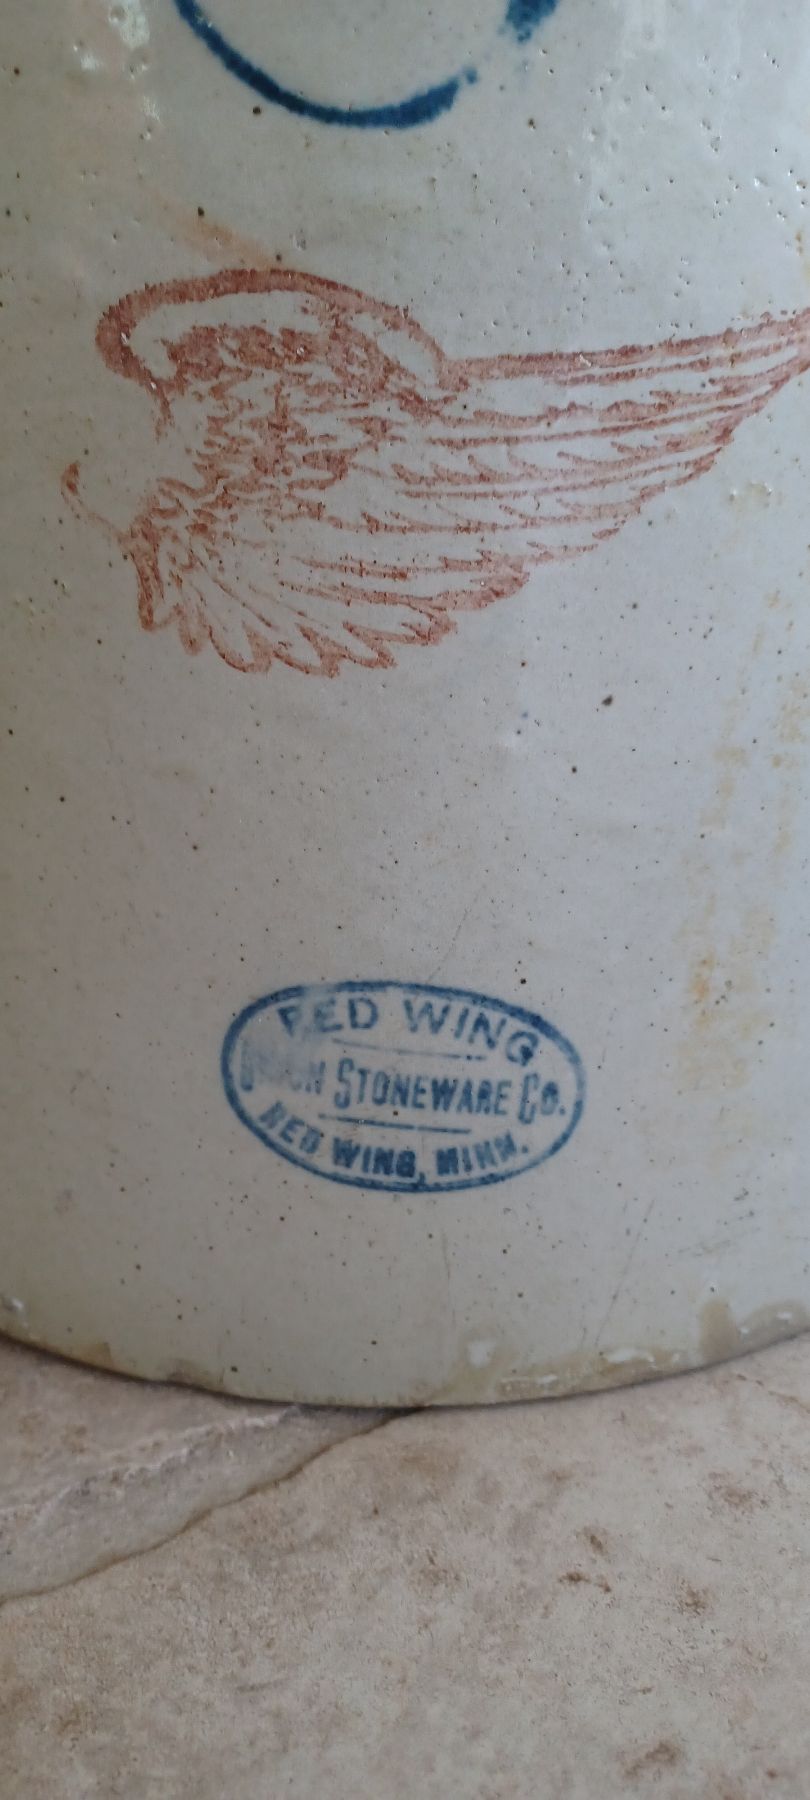 RED WING
STONEWARE CO.
RED WING, MINN.